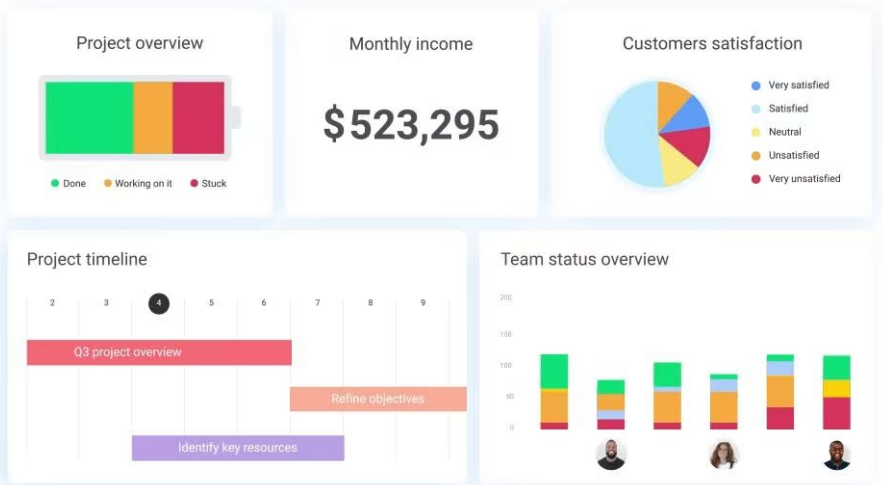 Project overview
Done
Working on it
Stuck
Monthly income
$523,295
Customers satisfaction
Very satisfied
Satisfied
Neutral
Unsatisfied
Very unsatisfied
Project timeline
2 3 4 5 6 7 8 9
Q3 project overview
Refine objectives
Identify key resources
Team status overview
200
150
100
50
0